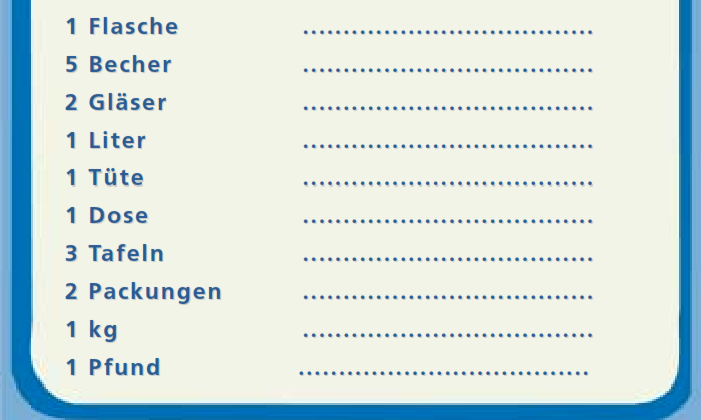 1 Flasche ....................................
5 Becher ....................................
2 Gläser ....................................
1 Liter ....................................
1 Tüte ....................................
1 Dose ....................................
3 Tafeln ....................................
2 Packungen ....................................
1 kg ....................................
1 Pfund ....................................